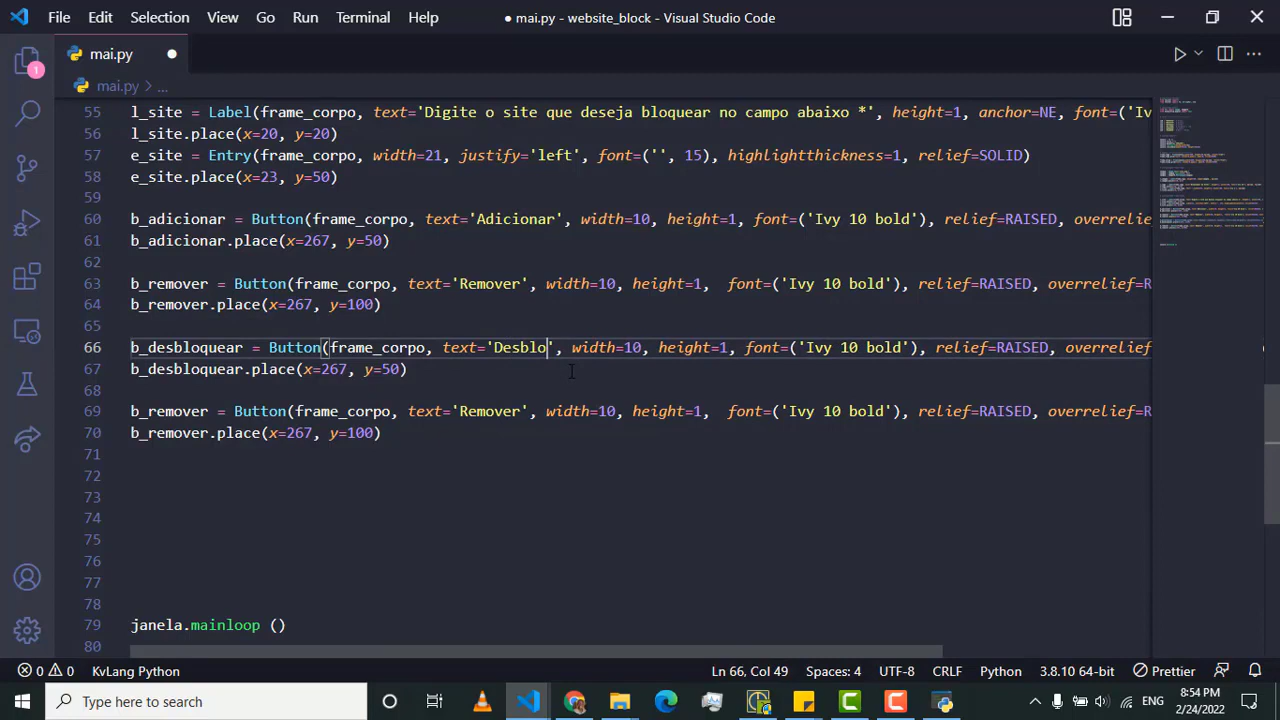 File Edit Selection View Go Run Terminal Help ● mai.py - website_block - Visual Studio Code
mai.py
1
mai.py > ...
55 l_site = Label(frame_corpo, text='Digite o site que deseja bloquear no campo abaixo *', height=1, anchor=NE, font=('Iv
56 l_site.place(x=20, y=20)
57 e_site = Entry(frame_corpo, width=21, justify='left', font=('', 15), highlightthickness=1, relief=SOLID)
58 e_site.place(x=23, y=50)
59
60 b_adicionar = Button(frame_corpo, text='Adicionar', width=10, height=1, font=('Ivy 10 bold'), relief=RAISED, overrelie
61 b_adicionar.place(x=267, y=50)
62
63 b_remover = Button(frame_corpo, text='Remover', width=10, height=1,  font=('Ivy 10 bold'), relief=RAISED, overrelief=R
64 b_remover.place(x=267, y=100)
65
66 b_desbloquear = Button(frame_corpo, text='Desblo', width=10, height=1, font=('Ivy 10 bold'), relief=RAISED, overrelief
67 b_desbloquear.place(x=267, y=50)
68
69 b_remover = Button(frame_corpo, text='Remover', width=10, height=1,  font=('Ivy 10 bold'), relief=RAISED, overrelief=R
70 b_remover.place(x=267, y=100)
71
72
73
74
75
76
77
78
79 janela.mainloop ()
80
0 0 KvLang Python Ln 66, Col 49 Spaces: 4 UTF-8 CRLF Python 3.8.10 64-bit Prettier
Type here to search ENG 8:54 PM
2/24/2022